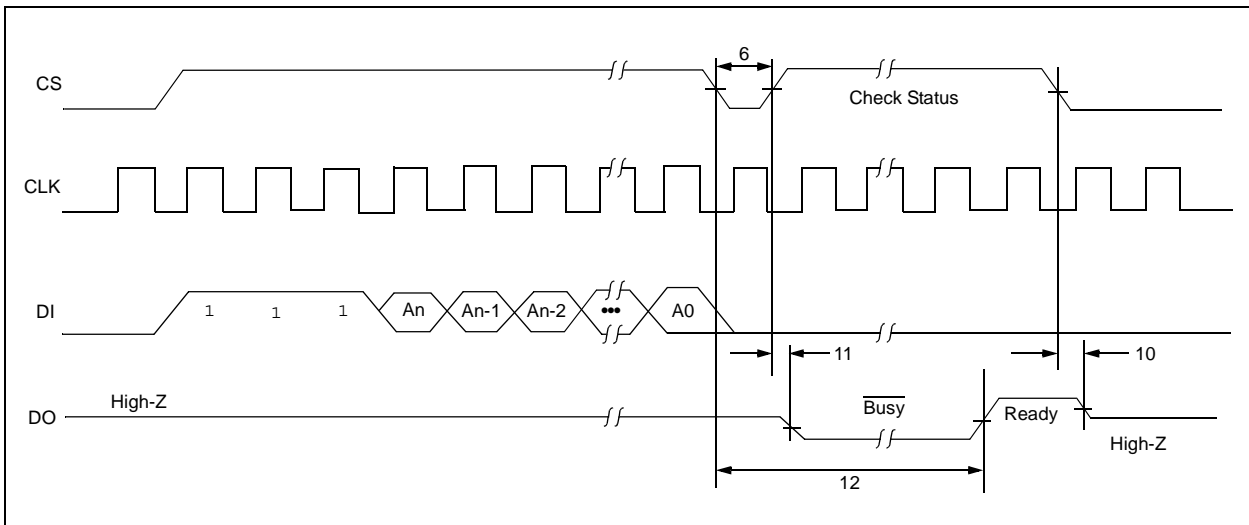 6
CS
Check Status
CLK
DI
1 1 1 An An-1 An-2 ••• A0
11
10
High-Z
DO
Busy
Ready
High-Z
12